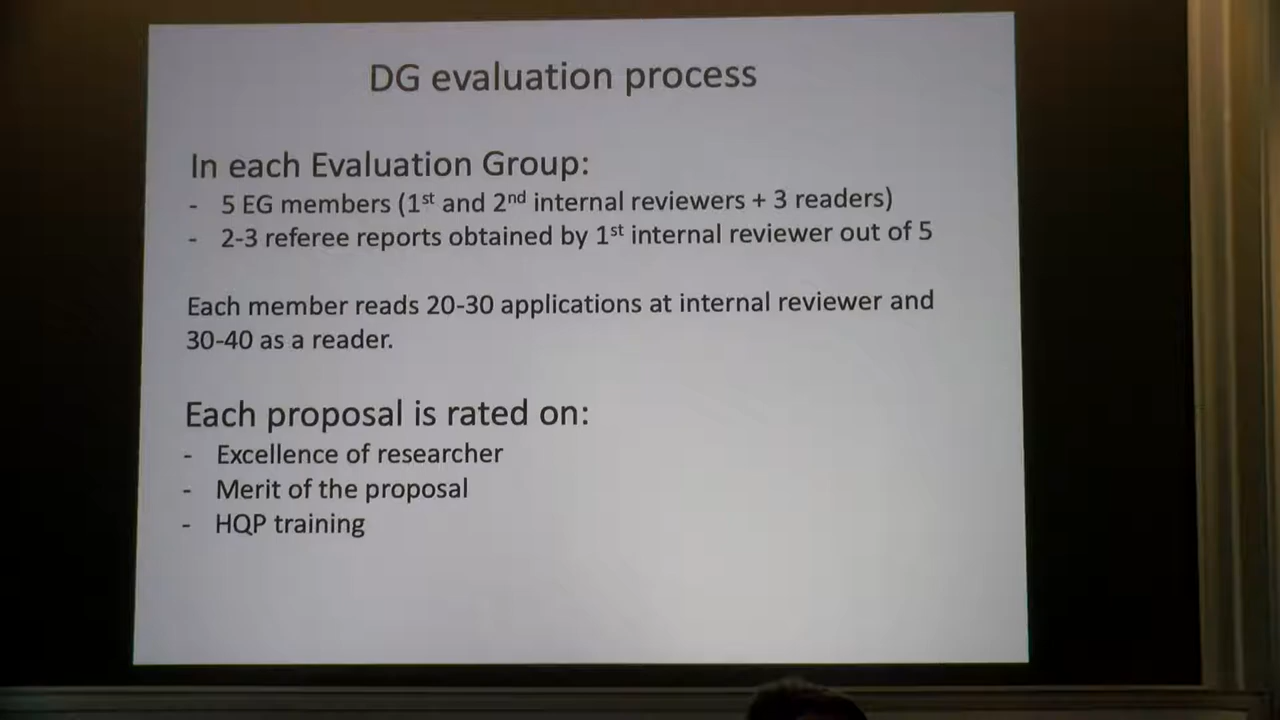 DG evaluation process
In each Evaluation Group:
- 5 EG members (1st and 2nd internal reviewers + 3 readers)
- 2-3 referee reports obtained by 1st internal reviewer out of 5
Each member reads 20-30 applications at internal reviewer and
30-40 as a reader.
Each proposal is rated on:
- Excellence of researcher
- Merit of the proposal
- HQP training